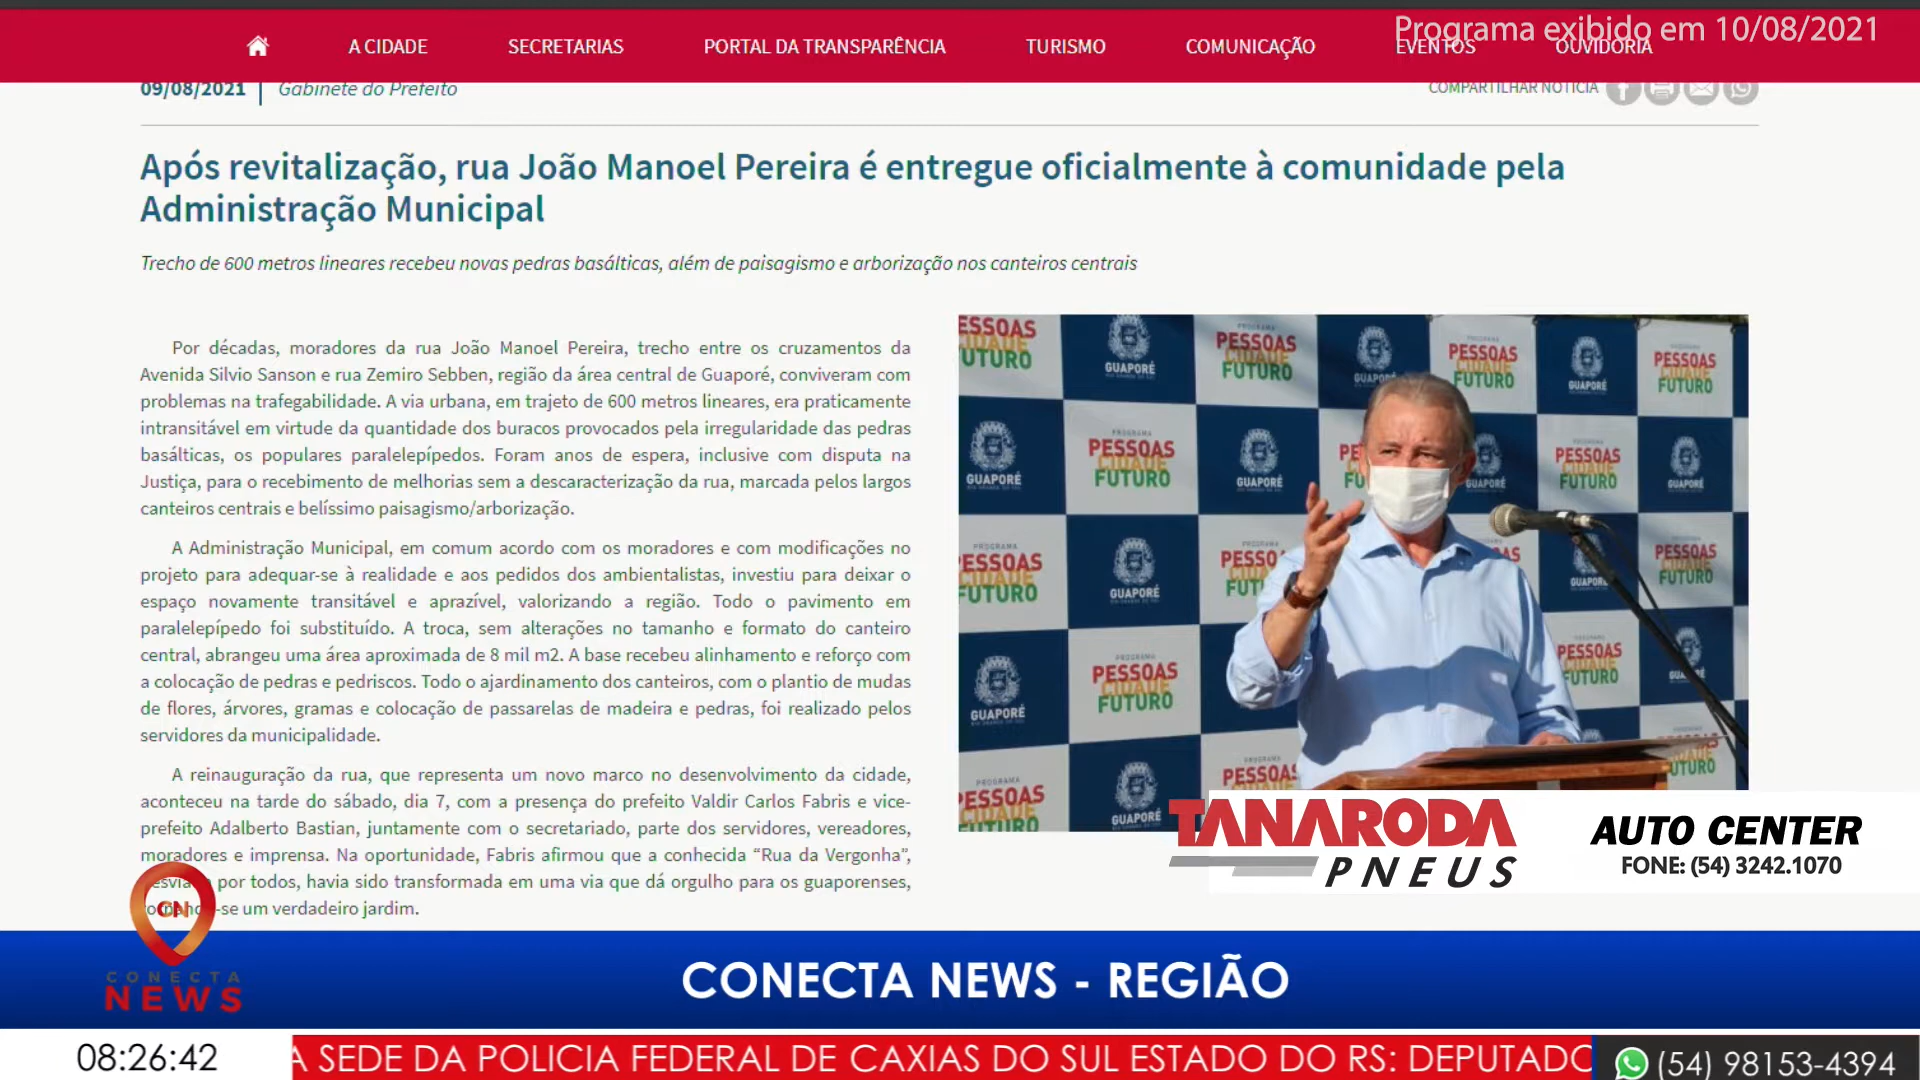 Programa exibido em 10/08/2021
A CIDADE
SECRETARIAS
PORTAL DA TRANSPARÊNCIA
TURISMO
COMUNICAÇÃO
EVENTOS
OUVIDORIA
09/08/2021
Gabinete do Prefeito
COMPARTILHAR NOTÍCIA
Após revitalização, rua João Manoel Pereira é entregue oficialmente à comunidade pela
Administração Municipal
Trecho de 600 metros lineares recebeu novas pedras basálticas, além de paisagismo e arborização nos canteiros centrais
Por décadas, moradores da rua João Manoel Pereira, trecho entre os cruzamentos da
Avenida Silvio Sanson e rua Zemiro Sebben, região da área central de Guaporé, conviveram com
problemas na trafegabilidade. A via urbana, em trajeto de 600 metros lineares, era praticamente
intransitável em virtude da quantidade dos buracos provocados pela irregularidade das pedras
basálticas, os populares paralelepípedos. Foram anos de espera, inclusive com disputa na
Justiça, para o recebimento de melhorias sem a descaracterização da rua, marcada pelos largos
canteiros centrais e belíssimo paisagismo/arborização.
A Administração Municipal, em comum acordo com os moradores e com modificações no
projeto para adequar-se à realidade e aos pedidos dos ambientalistas, investiu para deixar o
espaço novamente transitável e aprazível, valorizando a região. Todo o pavimento em
paralelepípedo foi substituído. A troca, sem alterações no tamanho e formato do canteiro
central, abrangeu uma área aproximada de 8 mil m2. A base recebeu alinhamento e reforço com
a colocação de pedras e pedriscos. Todo o ajardinamento dos canteiros, com o plantio de mudas
de flores, árvores, gramas e colocação de passarelas de madeira e pedras, foi realizado pelos
servidores da municipalidade.
A reinauguração da rua, que representa um novo marco no desenvolvimento da cidade,
aconteceu na tarde do sábado, dia 7, com a presença do prefeito Valdir Carlos Fabris e vice-
prefeito Adalberto Bastian, juntamente com o secretariado, parte dos servidores, vereadores,
moradores e imprensa. Na oportunidade, Fabris afirmou que a conhecida “Rua da Vergonha”,
por todos, havia sido transformada em uma via que dá orgulho para os guaporenses,
-se um verdadeiro jardim.
PROGRAMA
PESSOAS
CIDADE
FUTURO
GUAPORÉ
TANARODA
PNEUS
AUTO CENTER
FONE: (54) 3242.1070
CN
CONECTA
NEWS
CONECTA NEWS - REGIÃO
08:26:42
A SEDE DA POLICIA FEDERAL DE CAXIAS DO SUL ESTADO DO RS: DEPUTADO
(54) 98153-4394